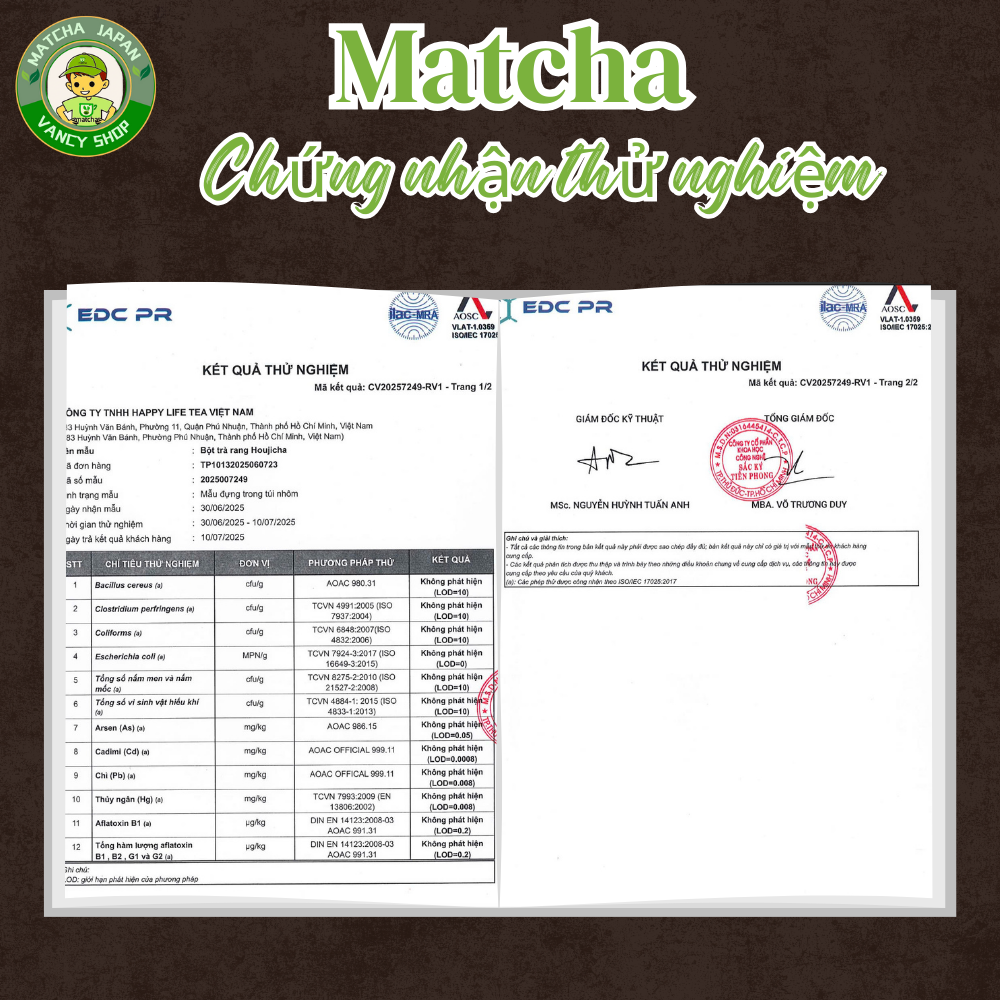 MATCHA JAPAN
VANCY SHOP
matcha
Matcha
Chứng nhận thử nghiệm
EDC PR
ilac-MRA
AOSC
VLAT-1.0369
ISO/IEC 1702
KẾT QUẢ THỬ NGHIỆM
Mã kết quả: CV20257249-RV1 - Trang 1/2
ÔNG TY TNHH HAPPY LIFE TEA VIỆT NAM
83 Huỳnh Văn Bánh, Phường 11, Quận Phú Nhuận, Thành phố Hồ Chí Minh, Việt Nam
83 Huỳnh Văn Bánh, Phường Phú Nhuận, Thành phố Hồ Chí Minh, Việt Nam)
ên mẫu : Bột trà rang Houjicha
ã đơn hàng : TP10132025060723
ã số mẫu : 2025007249
ình trạng mẫu : Mẫu đựng trong túi nhôm
gày nhận mẫu : 30/06/2025
hời gian thử nghiệm : 30/06/2025 - 10/07/2025
gày trả kết quả khách hàng : 10/07/2025
STT CHỈ TIÊU THỬ NGHIỆM ĐƠN VỊ PHƯƠNG PHÁP THỬ KẾT QUẢ
1 Bacillus cereus (a) cfu/g AOAC 980.31 Không phát hiện
(LOD=10)
2 Clostridium perfringens (a) cfu/g TCVN 4991:2005 (ISO Không phát hiện
7937:2004) (LOD=10)
3 Coliforms (a) cfu/g TCVN 6848:2007(ISO Không phát hiện
4832:2006) (LOD=10)
4 Escherichia coli (a) MPN/g TCVN 7924-3:2017 (ISO Không phát hiện
16649-3:2015) (LOD=0)
5 Tổng số nấm men và nấm cfu/g TCVN 8275-2:2010 (ISO Không phát hiện
mốc (a) 21527-2:2008) (LOD=10)
6 Tổng số vi sinh vật hiếu khí cfu/g TCVN 4884-1: 2015 (ISO Không phát hiện
(a) 4833-1:2013) (LOD=10)
7 Arsen (As) (a) mg/kg AOAC 986.15 Không phát hiện
(LOD=0.05)
8 Cadimi (Cd) (a) mg/kg AOAC OFFICIAL 999.11 Không phát hiện
(LOD=0.0008)
9 Chì (Pb) (a) mg/kg AOAC OFFICAL 999.11 Không phát hiện
(LOD=0.008)
10 Thủy ngân (Hg) (a) mg/kg TCVN 7993:2009 (EN Không phát hiện
13806:2002) (LOD=0.008)
11 Aflatoxin B1 (a) µg/kg DIN EN 14123:2008-03 Không phát hiện
AOAC 991.31 (LOD=0.2)
12 Tổng hàm lượng aflatoxin µg/kg DIN EN 14123:2008-03 Không phát hiện
B1 , B2 , G1 và G2 (a) AOAC 991.31 (LOD=0.2)
Ghi chú:
LOD: giới hạn phát hiện của phương pháp
EDC PR
ilac-MRA
AOSC
VLAT-1.0359
ISO/IEC 17025:2
KẾT QUẢ THỬ NGHIỆM
Mã kết quả: CV20257249-RV1 - Trang 2/2
GIÁM ĐỐC KỸ THUẬT TỔNG GIÁM ĐỐC
M.S.D.N:0316445414-C.T.C.P
CÔNG TY CỔ PHẦN
KHOA HỌC
CÔNG NGHỆ
SẮC KÝ
TIÊN PHONG
TP.THỦ ĐỨC-TP.HỒ CHÍ MINH
MSc. NGUYỄN HUỲNH TUẤN ANH MBA. VÕ TRƯƠNG DUY
Ghi chú và giải thích:
- Tất cả các thông tin trong bản kết quả này phải được sao chép đầy đủ; bản kết quả này chỉ có giá trị với mẫu khách hàng
cung cấp.
- Các kết quả phân tích được thu thập và trình bày theo những điều khoản chung về cung cấp dịch vụ, các thông tin này được
cung cấp theo yêu cầu của quý khách.
(a): Các phép thử được công nhận theo ISO/IEC 17025:2017